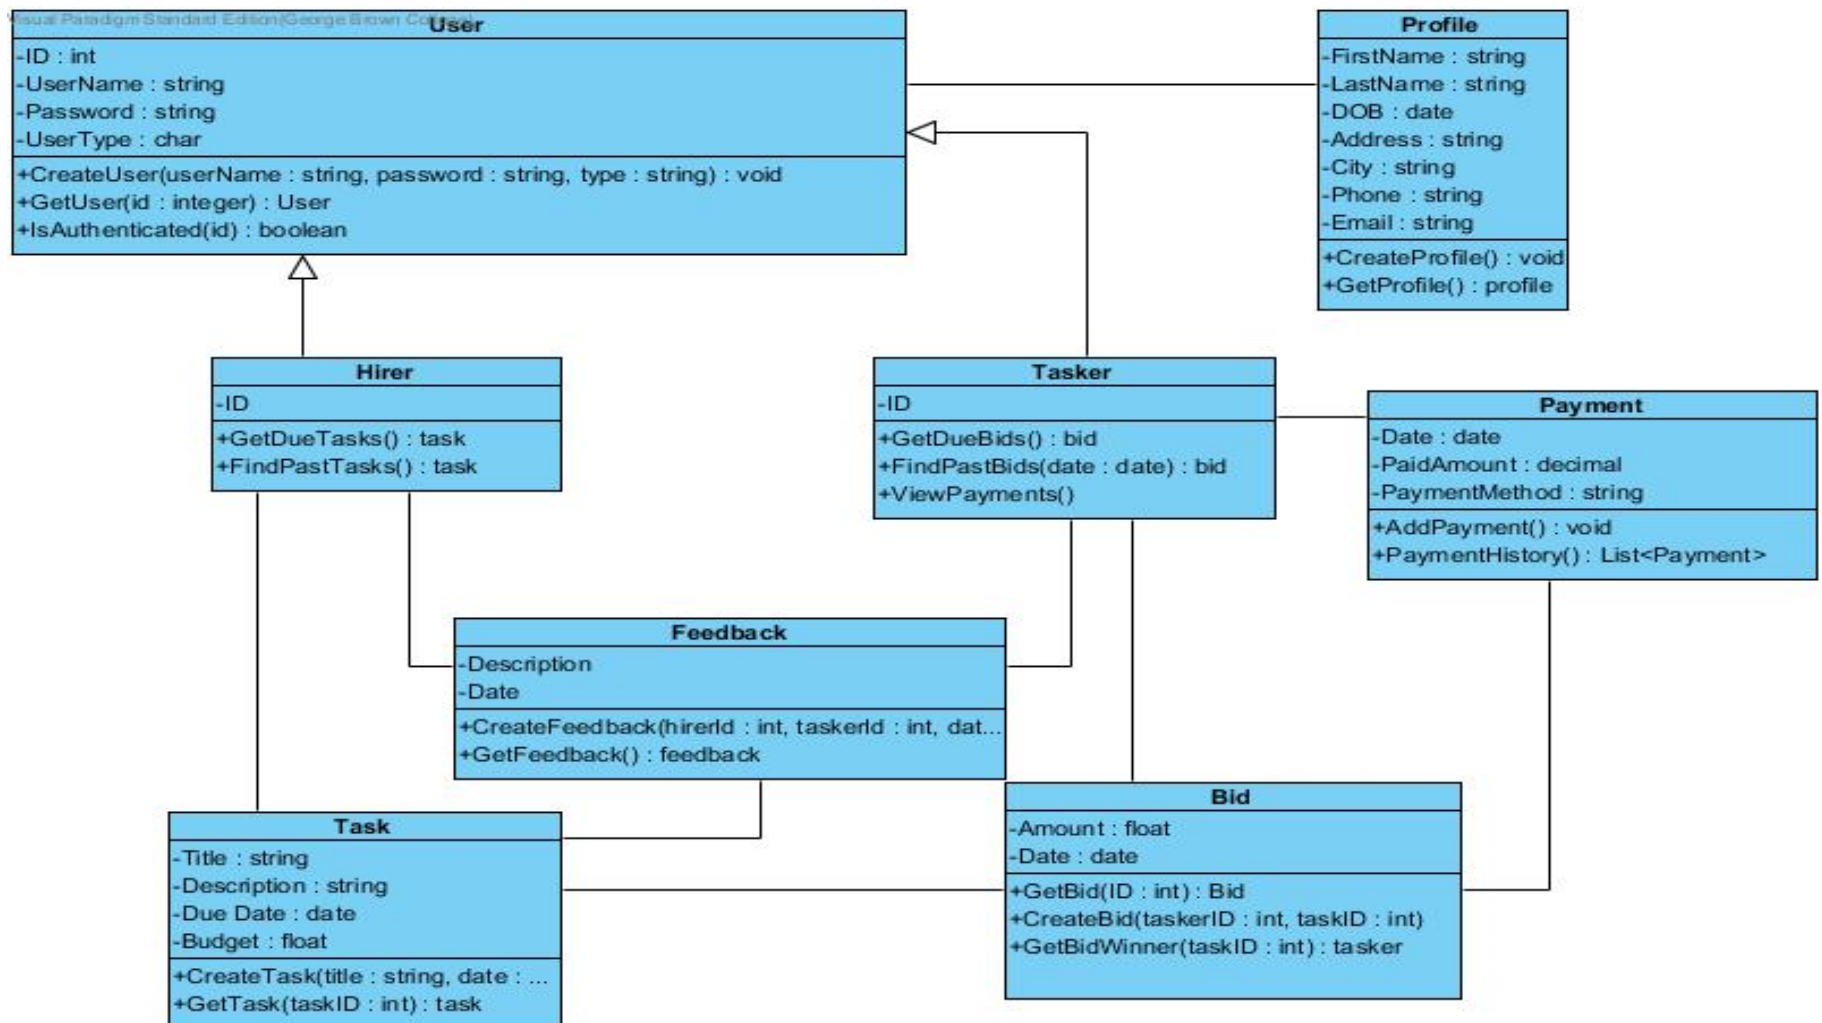 Visual Paradigm Standard Edition(George Brown
User
-ID : int
-UserName : string
-Password : string
-UserType : char
+CreateUser(userName : string, password : string, type : string) : void
+GetUser(id : integer) : User
+IsAuthenticated(id) : boolean
Profile
-FirstName : string
-LastName : string
-DOB : date
-Address : string
-City : string
-Phone : string
-Email : string
+CreateProfile() : void
+GetProfile() : profile
Hirer
-ID
+GetDueTasks() : task
+FindPastTasks() : task
Tasker
-ID
+GetDueBids() : bid
+FindPastBids(date : date) : bid
+ViewPayments()
Payment
-Date : date
-PaidAmount : decimal
-PaymentMethod : string
+AddPayment() : void
+PaymentHistory() : List<Payment>
Feedback
-Description
-Date
+CreateFeedback(hirerId : int, taskerId : int, dat...
+GetFeedback() : feedback
Task
-Title : string
-Description : string
-Due Date : date
-Budget : float
+CreateTask(title : string, date : ...
+GetTask(taskID : int) : task
Bid
-Amount : float
-Date : date
+GetBid(ID : int) : Bid
+CreateBid(taskerID : int, taskID : int)
+GetBidWinner(taskID : int) : tasker